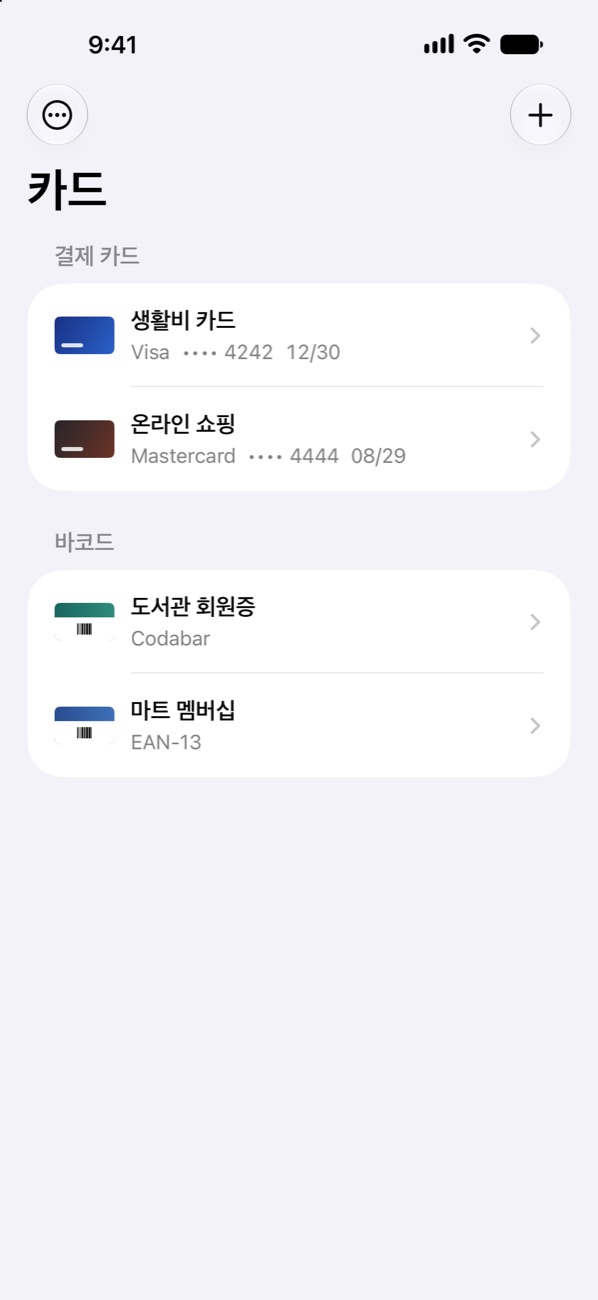 9:41
카드
결제 카드
생활비 카드
Visa •••• 4242 12/30
온라인 쇼핑
Mastercard •••• 4444 08/29
바코드
도서관 회원증
Codabar
마트 멤버십
EAN-13